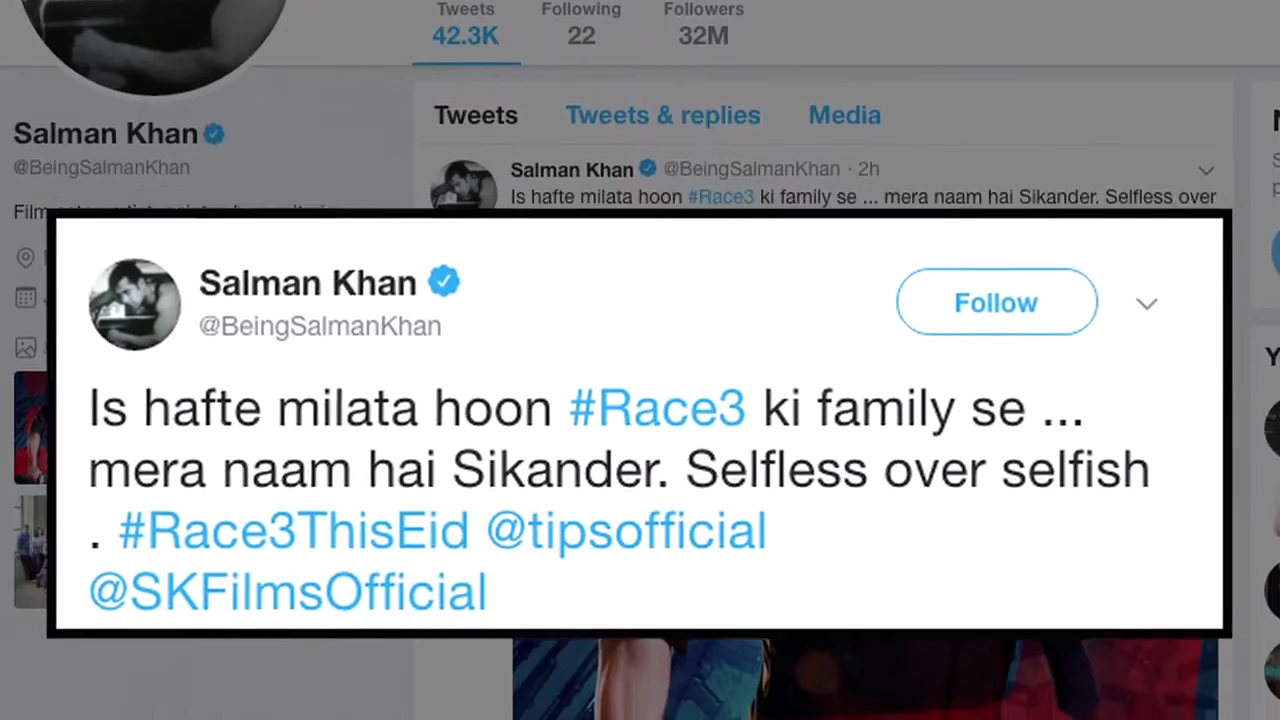 Tweets Following Followers
42.3K 22 32M
Tweets Tweets & replies Media
Salman Khan
@BeingSalmanKhan
Salman Khan @BeingSalmanKhan · 2h
Is hafte milata hoon #Race3 ki family se ... mera naam hai Sikander. Selfless over
Salman Khan
@BeingSalmanKhan
Follow
Is hafte milata hoon #Race3 ki family se ...
mera naam hai Sikander. Selfless over selfish
. #Race3ThisEid @tipsofficial
@SKFilmsOfficial